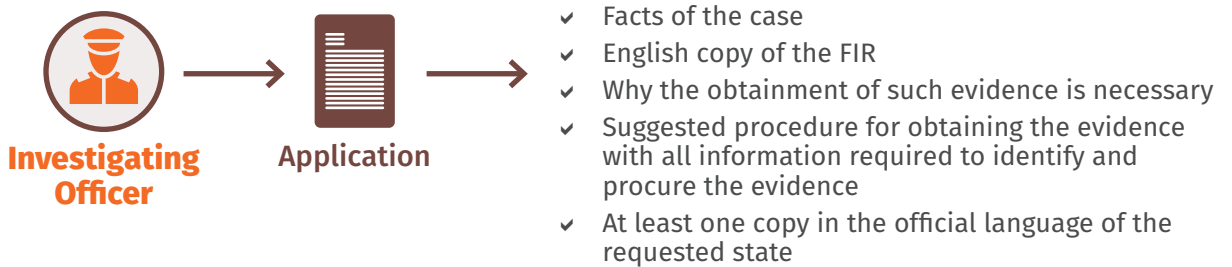 Investigating
Officer
Application
Facts of the case
English copy of the FIR
Why the obtainment of such evidence is necessary
Suggested procedure for obtaining the evidence
with all information required to identify and
procure the evidence
At least one copy in the official language of the
requested state